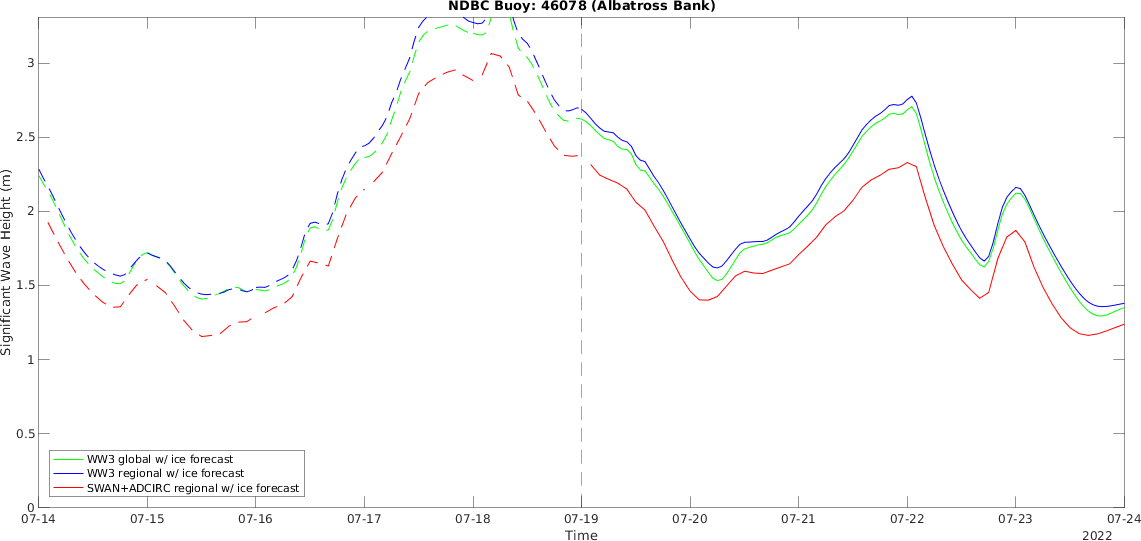 NDBC Buoy: 46078 (Albatross Bank)
3
2.5
2
1.5
1
0.5
0
Significant Wave Height (m)
WW3 global w/ ice forecast
WW3 regional w/ ice forecast
SWAN+ADCIRC regional w/ ice forecast
07-14 07-15 07-16 07-17 07-18 07-19 07-20 07-21 07-22 07-23 07-24
Time
2022